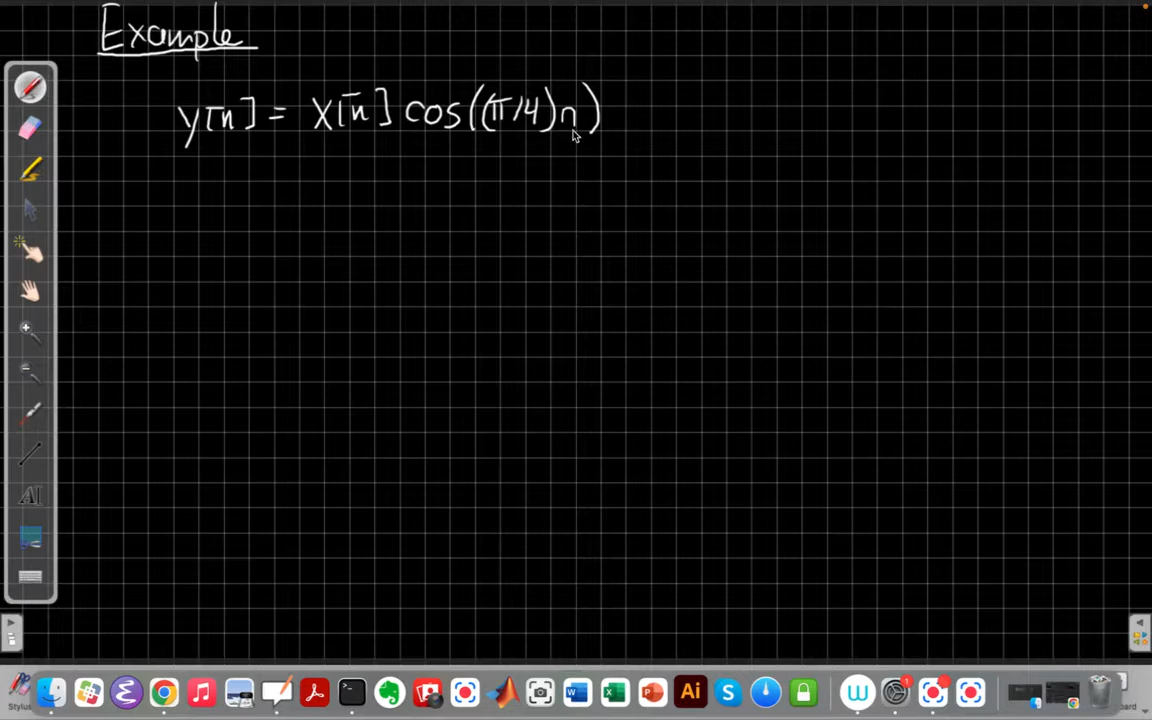 Example
y[n] = x[n] cos((π/4)n)